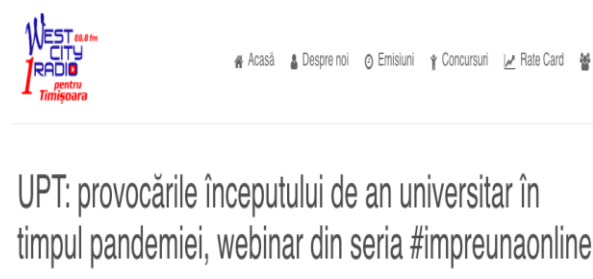 WEST 88,8 fm
CITY
1 RADIO
pentru
Timișoara
Acasă Despre noi Emisiuni Concursuri Rate Card
UPT: provocările începutului de an universitar în
timpul pandemiei, webinar din seria #impreunaonline